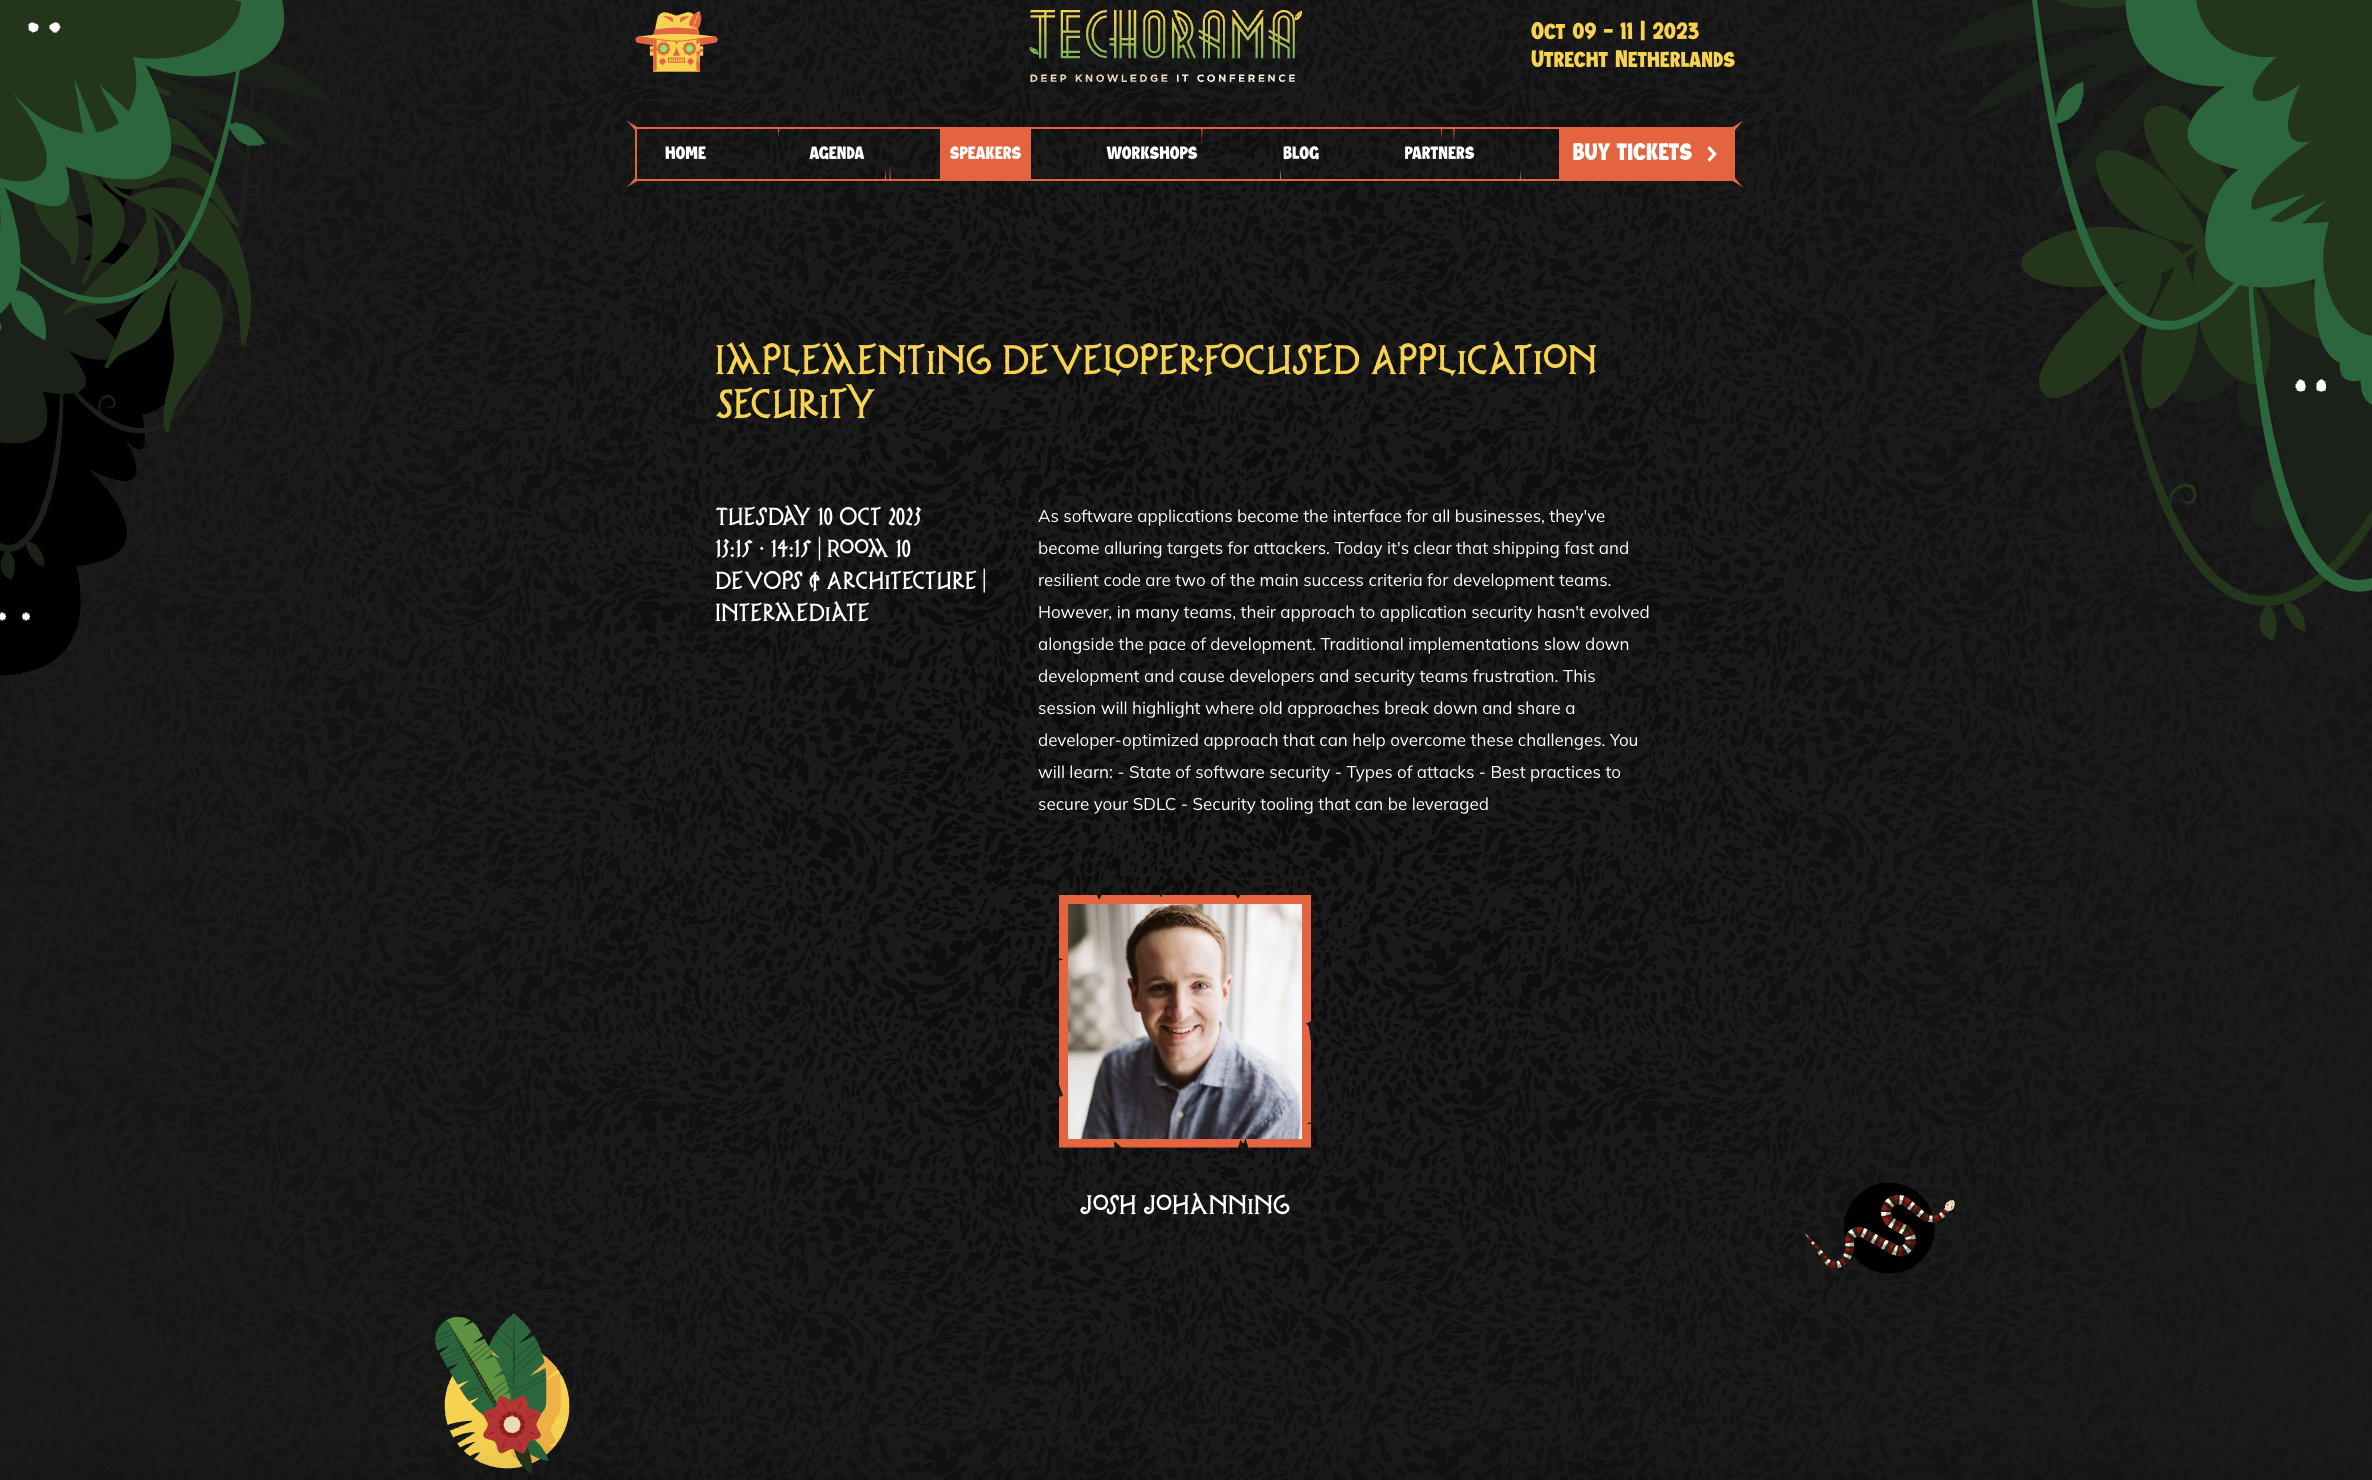 TECHORAMA
DEEP KNOWLEDGE IT CONFERENCE
OCT 09 - 11 | 2023
UTRECHT NETHERLANDS
HOME AGENDA SPEAKERS WORKSHOPS BLOG PARTNERS BUY TICKETS
IMPLEMENTING DEVELOPER-FOCUSED APPLICATION
SECURITY
TUESDAY 10 OCT 2023
13:15 - 14:15 | ROOM 10
DEVOPS & ARCHITECTURE |
INTERMEDIATE
As software applications become the interface for all businesses, they've
become alluring targets for attackers. Today it's clear that shipping fast and
resilient code are two of the main success criteria for development teams.
However, in many teams, their approach to application security hasn't evolved
alongside the pace of development. Traditional implementations slow down
development and cause developers and security teams frustration. This
session will highlight where old approaches break down and share a
developer-optimized approach that can help overcome these challenges. You
will learn: - State of software security - Types of attacks - Best practices to
secure your SDLC - Security tooling that can be leveraged
JOSH JOHANNING